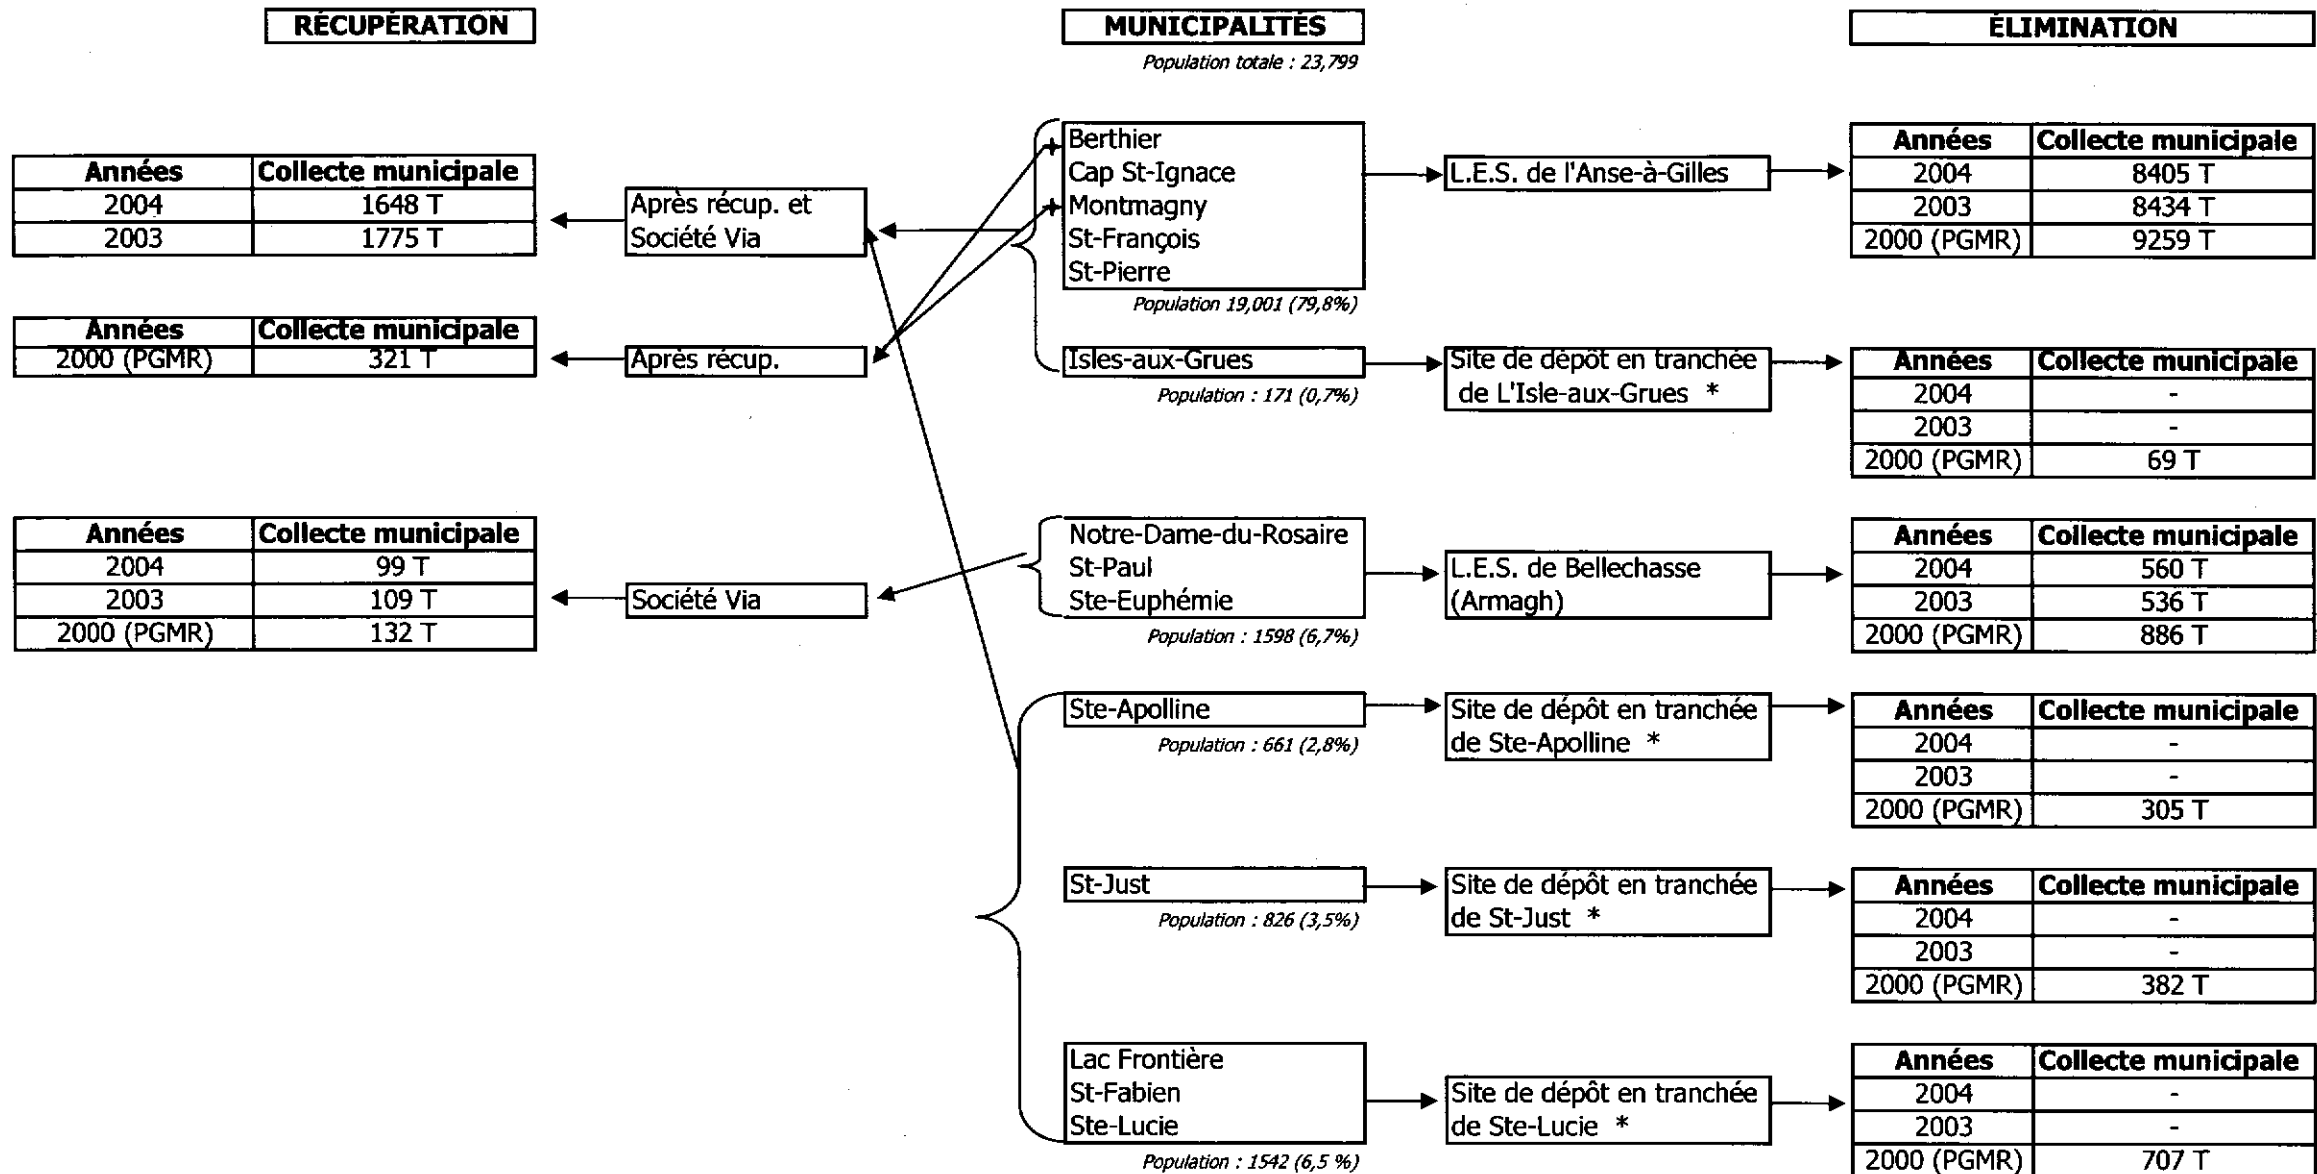 RÉCUPÉRATION
MUNICIPALITÉS
ÉLIMINATION
Population totale : 23,799
Années Collecte municipale
2004 1648 T
2003 1775 T
Après récup. et
Société Via
Berthier
Cap St-Ignace
Montmagny
St-François
St-Pierre
Population 19,001 (79,8%)
L.E.S. de l'Anse-à-Gilles
Années Collecte municipale
2004 8405 T
2003 8434 T
2000 (PGMR) 9259 T
Années Collecte municipale
2000 (PGMR) 321 T
Après récup.
Isles-aux-Grues
Population : 171 (0,7%)
Site de dépôt en tranchée
de L'Isle-aux-Grues *
Années Collecte municipale
2004 -
2003 -
2000 (PGMR) 69 T
Années Collecte municipale
2004 99 T
2003 109 T
2000 (PGMR) 132 T
Société Via
Notre-Dame-du-Rosaire
St-Paul
Ste-Euphémie
Population : 1598 (6,7%)
L.E.S. de Bellechasse
(Armagh)
Années Collecte municipale
2004 560 T
2003 536 T
2000 (PGMR) 886 T
Ste-Apolline
Population : 661 (2,8%)
Site de dépôt en tranchée
de Ste-Apolline *
Années Collecte municipale
2004 -
2003 -
2000 (PGMR) 305 T
St-Just
Population : 826 (3,5%)
Site de dépôt en tranchée
de St-Just *
Années Collecte municipale
2004 -
2003 -
2000 (PGMR) 382 T
Lac Frontière
St-Fabien
Ste-Lucie
Population : 1542 (6,5 %)
Site de dépôt en tranchée
de Ste-Lucie *
Années Collecte municipale
2004 -
2003 -
2000 (PGMR) 707 T